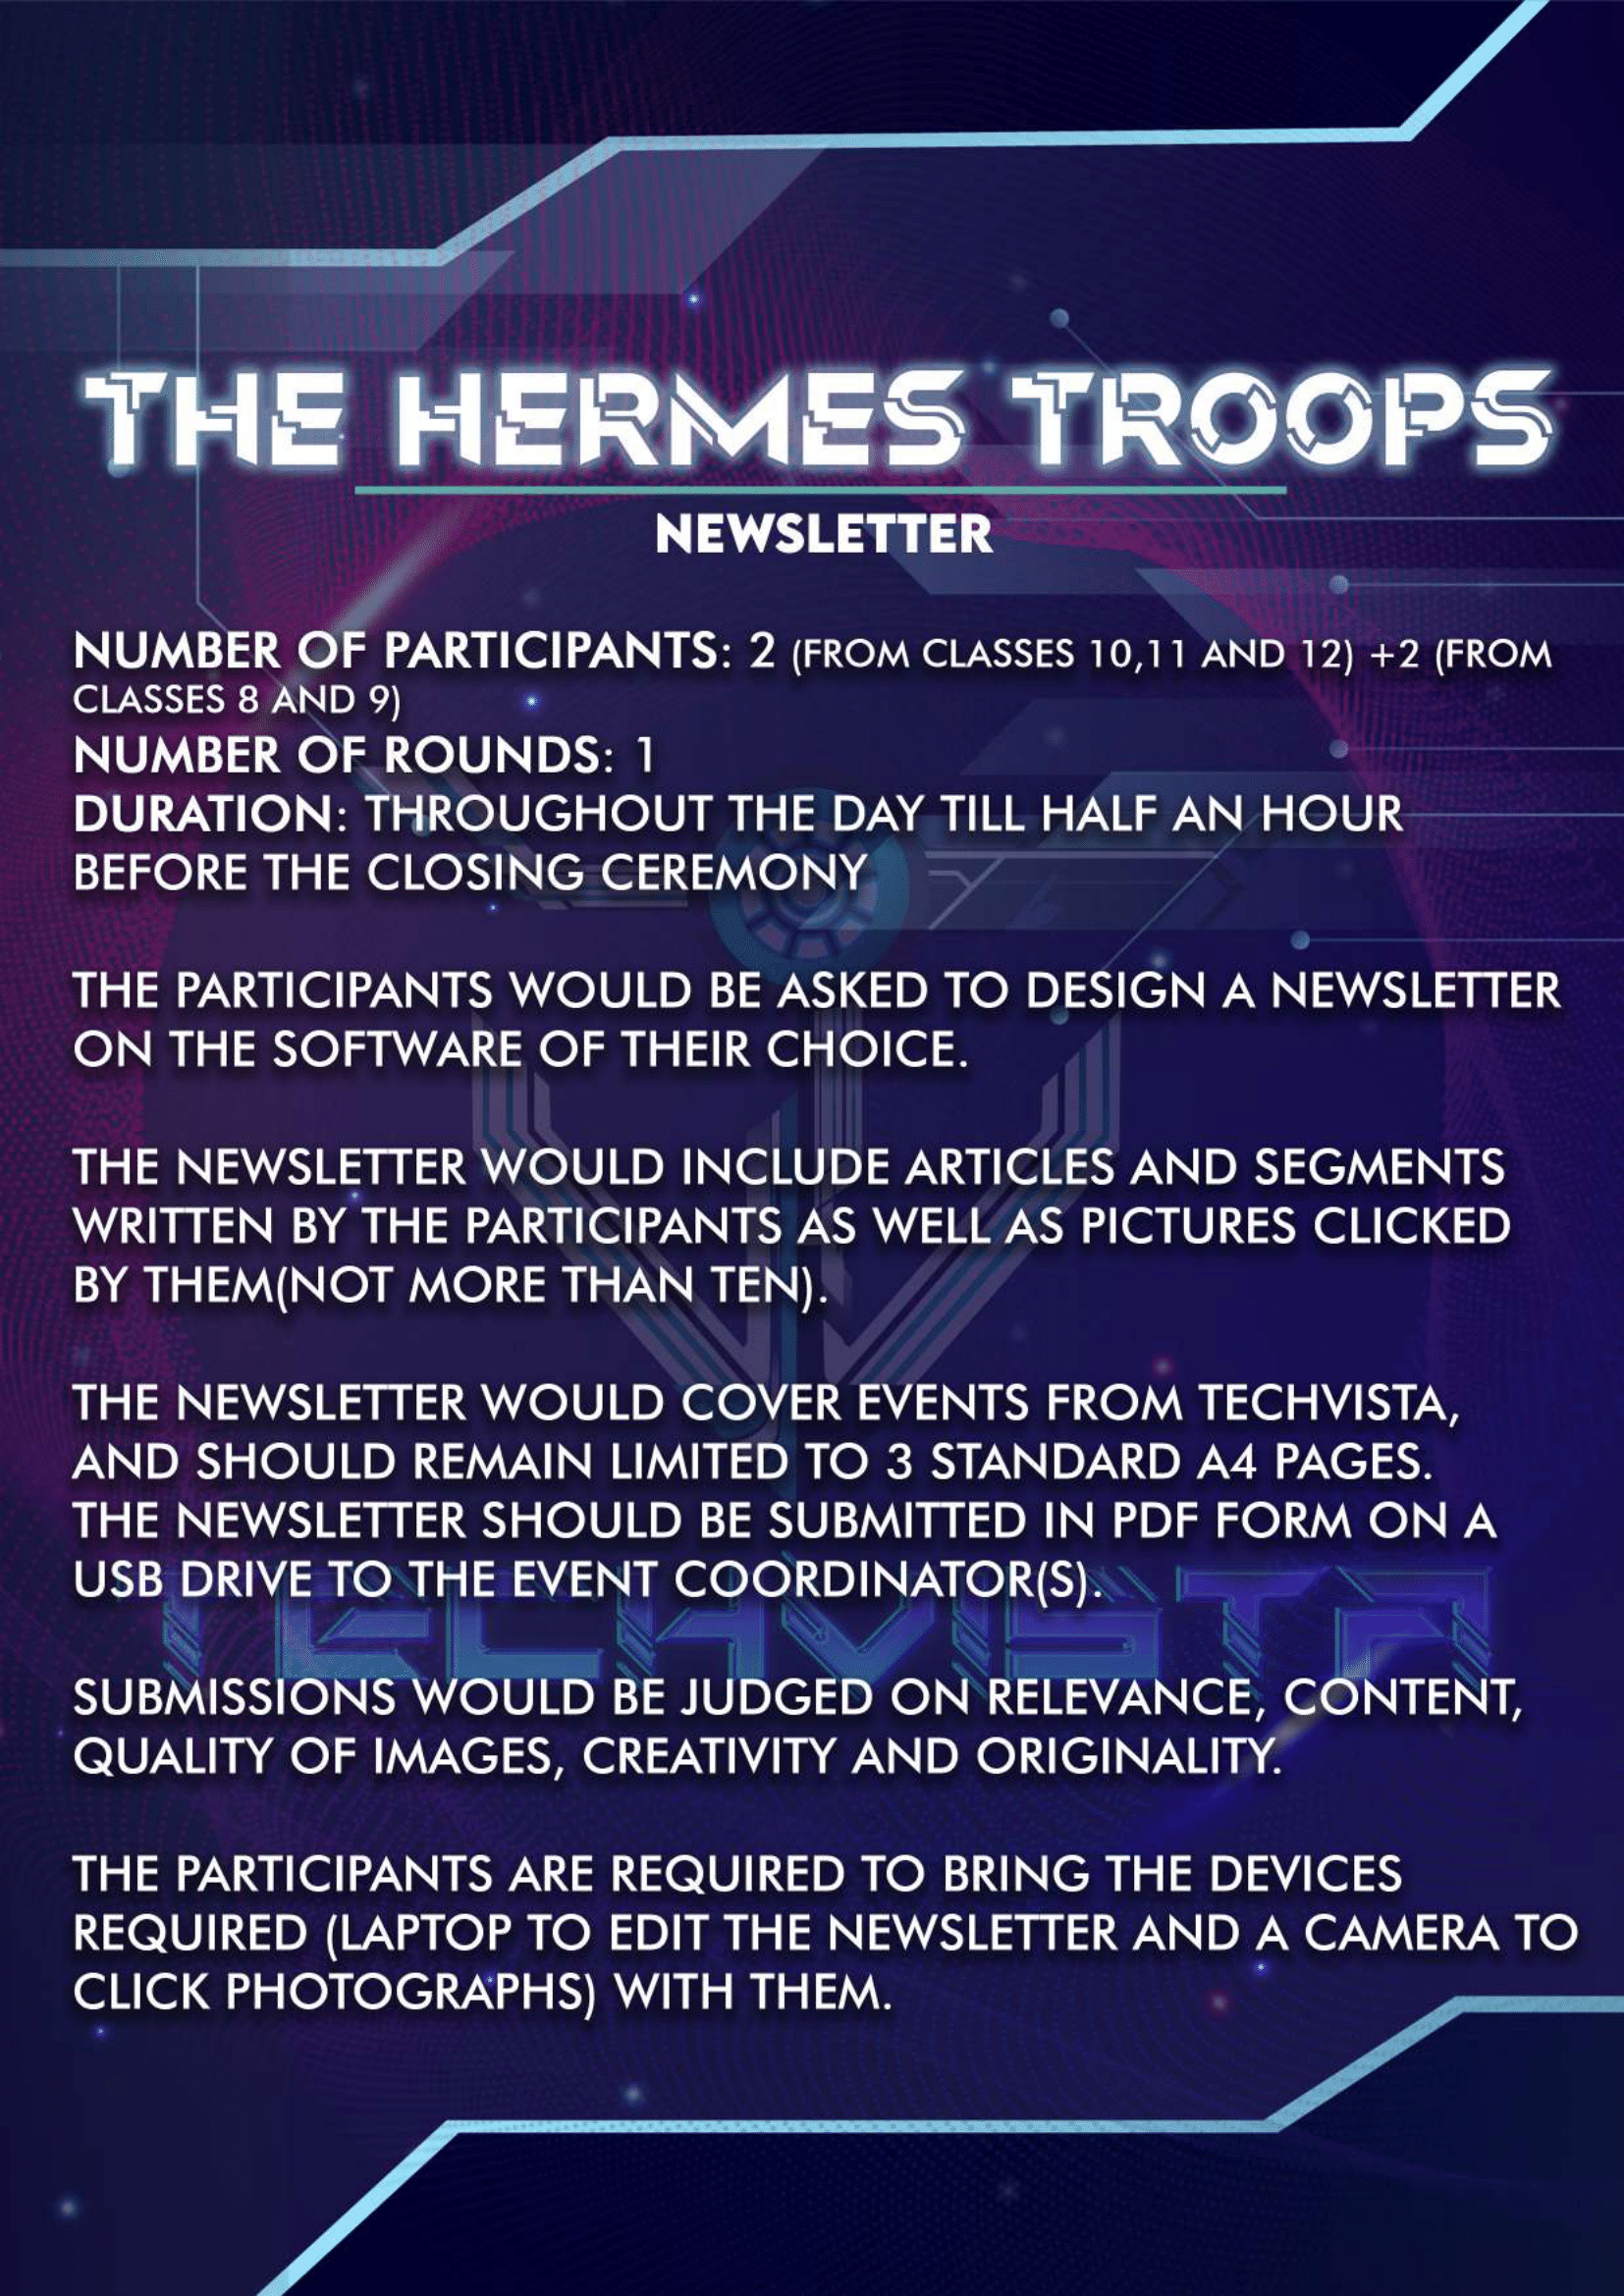 THE HERMES TROOPS
NEWSLETTER
NUMBER OF PARTICIPANTS: 2 (FROM CLASSES 10,11 AND 12) +2 (FROM
CLASSES 8 AND 9)
NUMBER OF ROUNDS: 1
DURATION: THROUGHOUT THE DAY TILL HALF AN HOUR
BEFORE THE CLOSING CEREMONY
THE PARTICIPANTS WOULD BE ASKED TO DESIGN A NEWSLETTER
ON THE SOFTWARE OF THEIR CHOICE.
THE NEWSLETTER WOULD INCLUDE ARTICLES AND SEGMENTS
WRITTEN BY THE PARTICIPANTS AS WELL AS PICTURES CLICKED
BY THEM(NOT MORE THAN TEN).
THE NEWSLETTER WOULD COVER EVENTS FROM TECHVISTA,
AND SHOULD REMAIN LIMITED TO 3 STANDARD A4 PAGES.
THE NEWSLETTER SHOULD BE SUBMITTED IN PDF FORM ON A
USB DRIVE TO THE EVENT COORDINATOR(S).
TECHVISTA
SUBMISSIONS WOULD BE JUDGED ON RELEVANCE, CONTENT,
QUALITY OF IMAGES, CREATIVITY AND ORIGINALITY.
THE PARTICIPANTS ARE REQUIRED TO BRING THE DEVICES
REQUIRED (LAPTOP TO EDIT THE NEWSLETTER AND A CAMERA TO
CLICK PHOTOGRAPHS) WITH THEM.